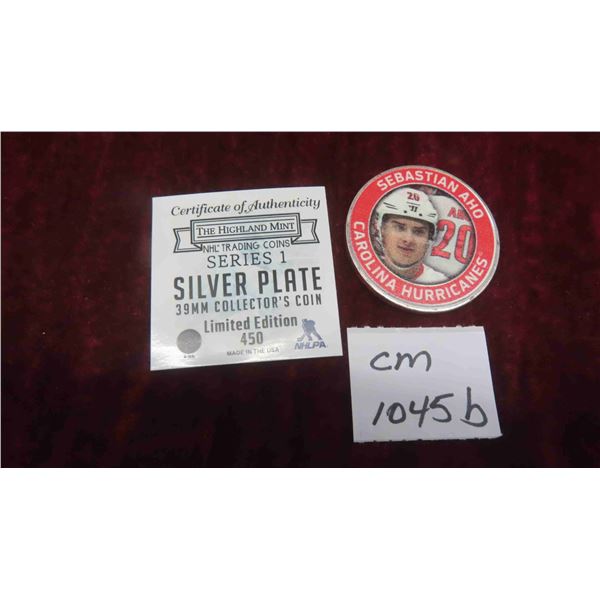 Certificate of Authenticity
THE HIGHLAND MINT
NHL® TRADING COINS
SERIES 1
SILVER PLATE
39MM COLLECTOR'S COIN
Limited Edition
450
MADE IN THE USA
NHLPA
SEBASTIAN AHO
20
20
CAROLINA HURRICANES
cm
1045b